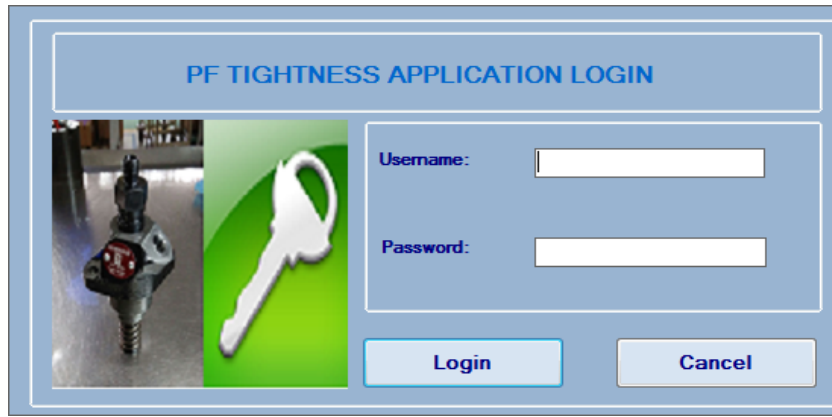 PF TIGHTNESS APPLICATION LOGIN
Username:
Password:
Login
Cancel